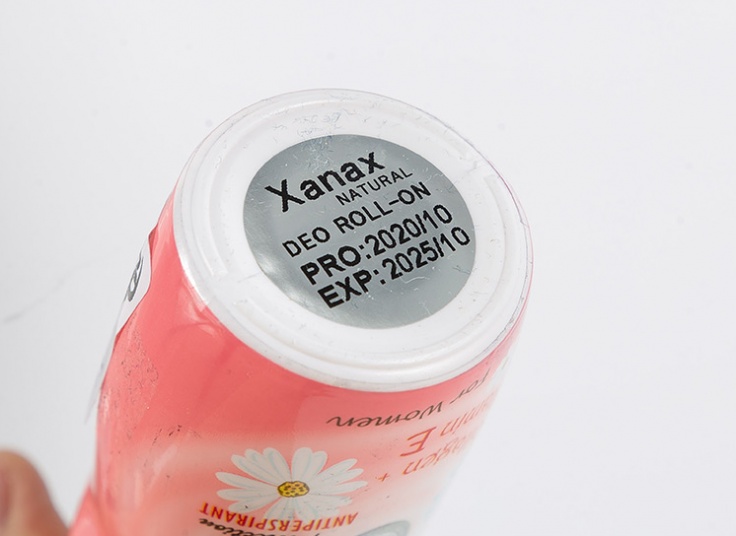 Xanax
NATURAL
DEO ROLL-ON
PRO:2020/10
EXP:2025/10
For Women
E
+
ANTIPERSPIRANT